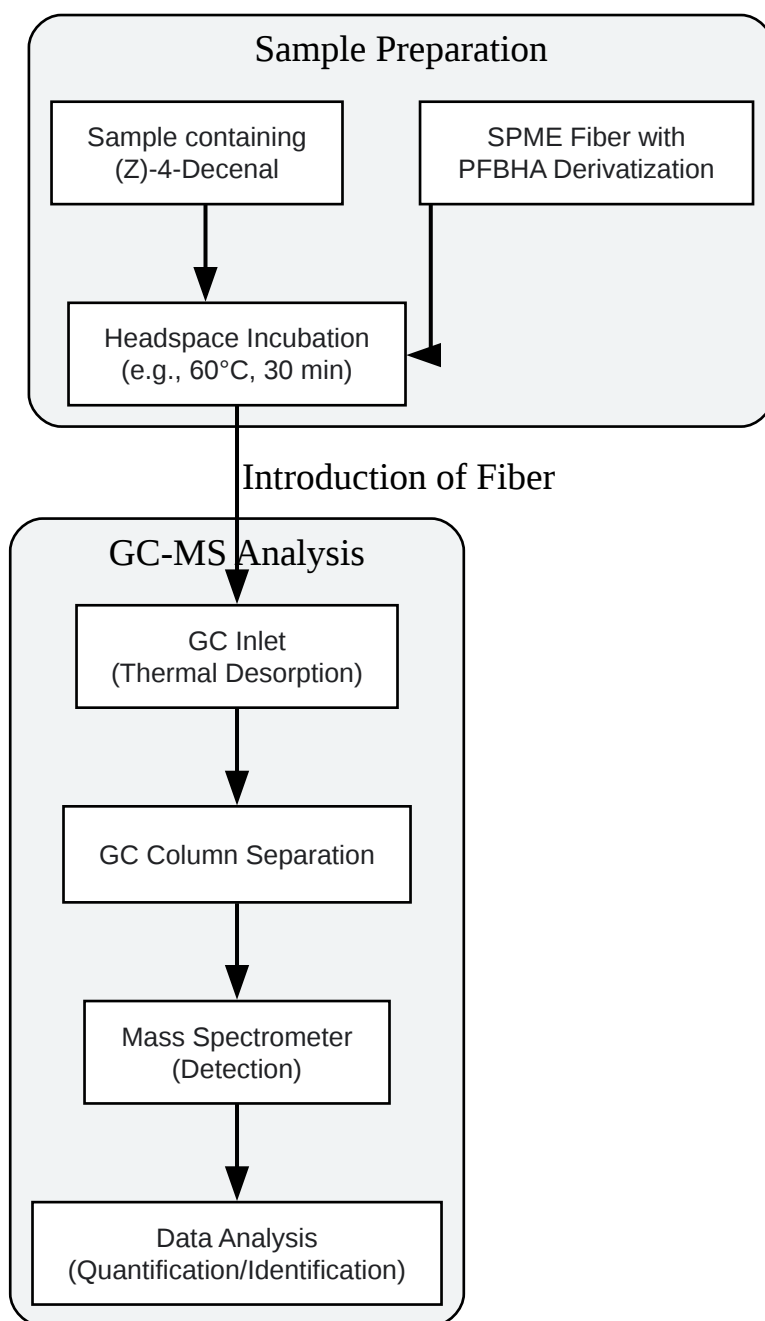 Sample Preparation
Sample containing
(Z)-4-Decenal
SPME Fiber with
PFBHA Derivatization
Headspace Incubation
(e.g., 60°C, 30 min)
Introduction of Fiber
GC-MS Analysis
GC Inlet
(Thermal Desorption)
GC Column Separation
Mass Spectrometer
(Detection)
Data Analysis
(Quantification/Identification)